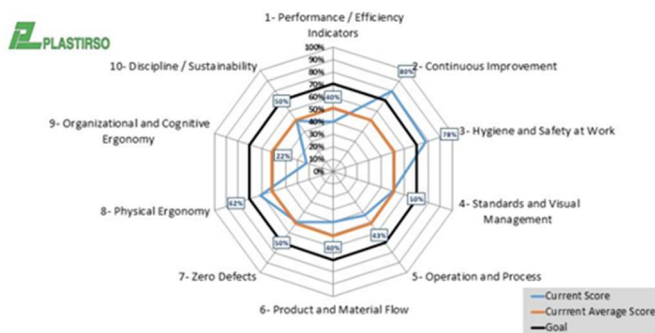 PLASTIRSO
1- Performance / Efficiency
Indicators
100%
90%
80%
70%
60%
50%
40%
30%
20%
10%
0%
40%
80%
2- Continuous Improvement
78%
3- Hygiene and Safety at Work
50%
4- Standards and Visual
Management
43%
5- Operation and Process
40%
6- Product and Material Flow
50%
7- Zero Defects
62%
8- Physical Ergonomy
22%
9- Organizational and Cognitive
Ergonomy
50%
10- Discipline / Sustainability
Current Score
Currrent Average Score
Goal